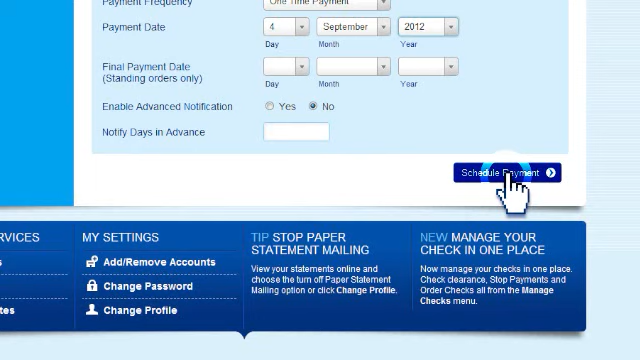 Payment Frequency One Time Payment
Payment Date 4 September 2012
Day Month Year
Final Payment Date
(Standing orders only)
Day Month Year
Enable Advanced Notification Yes No
Notify Days in Advance
Schedule Payment
RVICES
MY SETTINGS
Add/Remove Accounts
Change Password
Change Profile
TIP STOP PAPER
STATEMENT MAILING
View your statements online and
choose the turn off Paper Statement
Mailing option or click Change Profile.
NEW MANAGE YOUR
CHECK IN ONE PLACE
Now manage your checks in one place.
Check clearance, Stop Payments and
Order Checks all from the Manage
Checks menu.